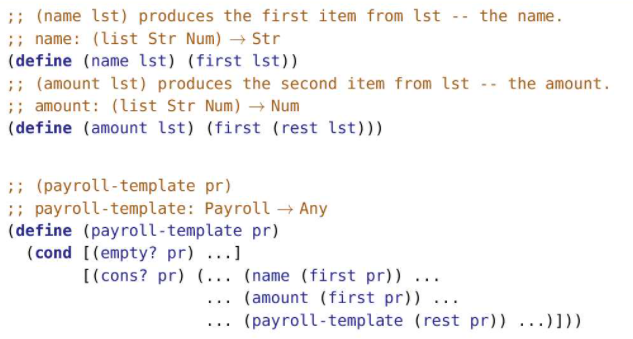 ;; (name lst) produces the first item from lst -- the name.
;; name: (list Str Num) → Str
(define (name lst) (first lst))
;; (amount lst) produces the second item from lst -- the amount.
;; amount: (list Str Num) → Num
(define (amount lst) (first (rest lst)))
;; (payroll-template pr)
;; payroll-template: Payroll → Any
(define (payroll-template pr)
(cond [(empty? pr) ...]
[(cons? pr) (... (name (first pr)) ...
... (amount (first pr)) ...
... (payroll-template (rest pr)) ...)]))